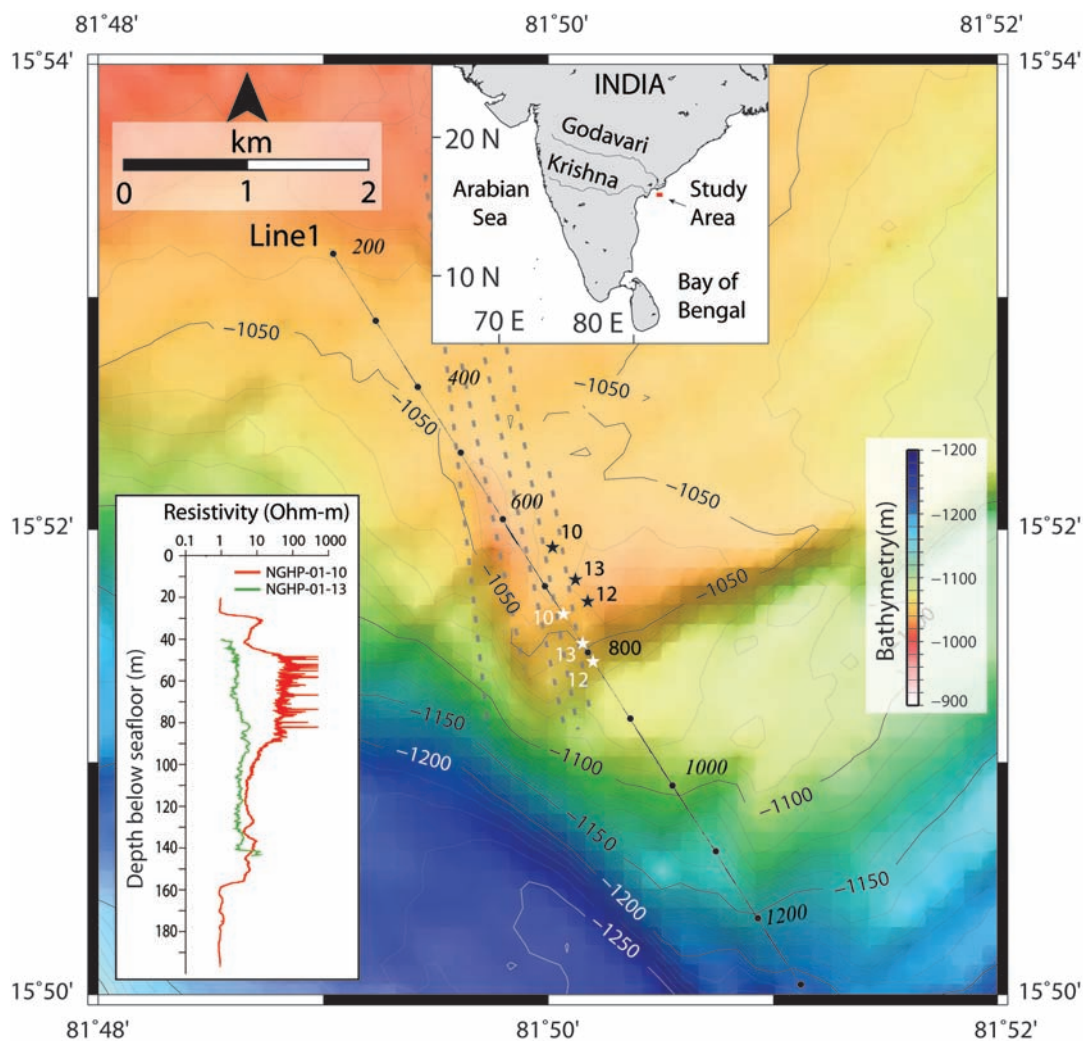 81°48'
81°50'
81°52'
15°54'
15°54'
km
0 1 2
INDIA
20 N
Godavari
Krishna
Arabian
Sea
Study
Area
10 N
Bay of
Bengal
70 E 80 E
Line1
200
−1050
400
−1050
−1050
−1050
600
15°52'
15°52'
10
13
12
−1050
−1050
10
13
12
800
−1200
−1200
−1100
−1000
−900
Bathymetry(m)
Resistivity (Ohm-m)
0.1 1 10 100 1000
NGHP-01-10
NGHP-01-13
0
20
40
60
80
100
120
140
160
180
Depth below seafloor (m)
−1150
−1200
−1100
1000
−1100
−1150
−1150
−1200
−1250
1200
15°50'
15°50'
81°48'
81°50'
81°52'